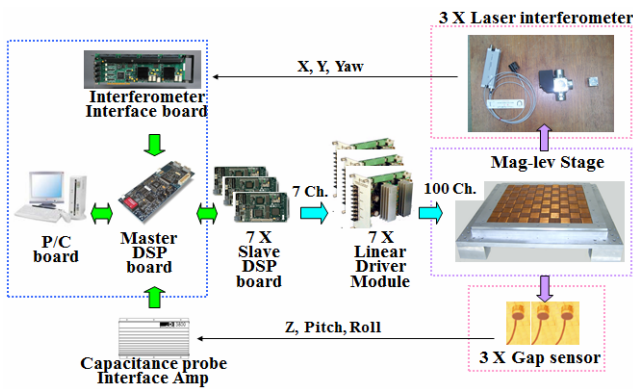 3 X Laser interferometer
X, Y, Yaw
Interferometer
Interface board
Mag-lev Stage
7 Ch.
100 Ch.
P/C
board
Master
DSP
board
7 X
Slave
DSP
board
7 X
Linear
Driver
Module
Z, Pitch, Roll
Capacitance probe
Interface Amp
3 X Gap sensor